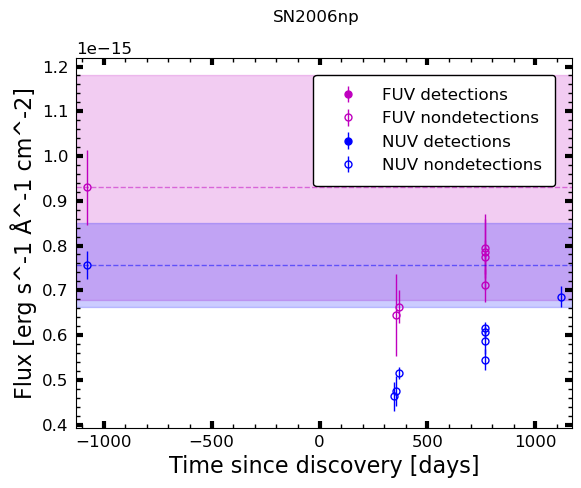 SN2006np
1e−15
1.2
1.1
1.0
0.9
0.8
0.7
0.6
0.5
0.4
Flux [erg s^-1 Å^-1 cm^-2]
FUV detections
FUV nondetections
NUV detections
NUV nondetections
−1000 −500 0 500 1000
Time since discovery [days]